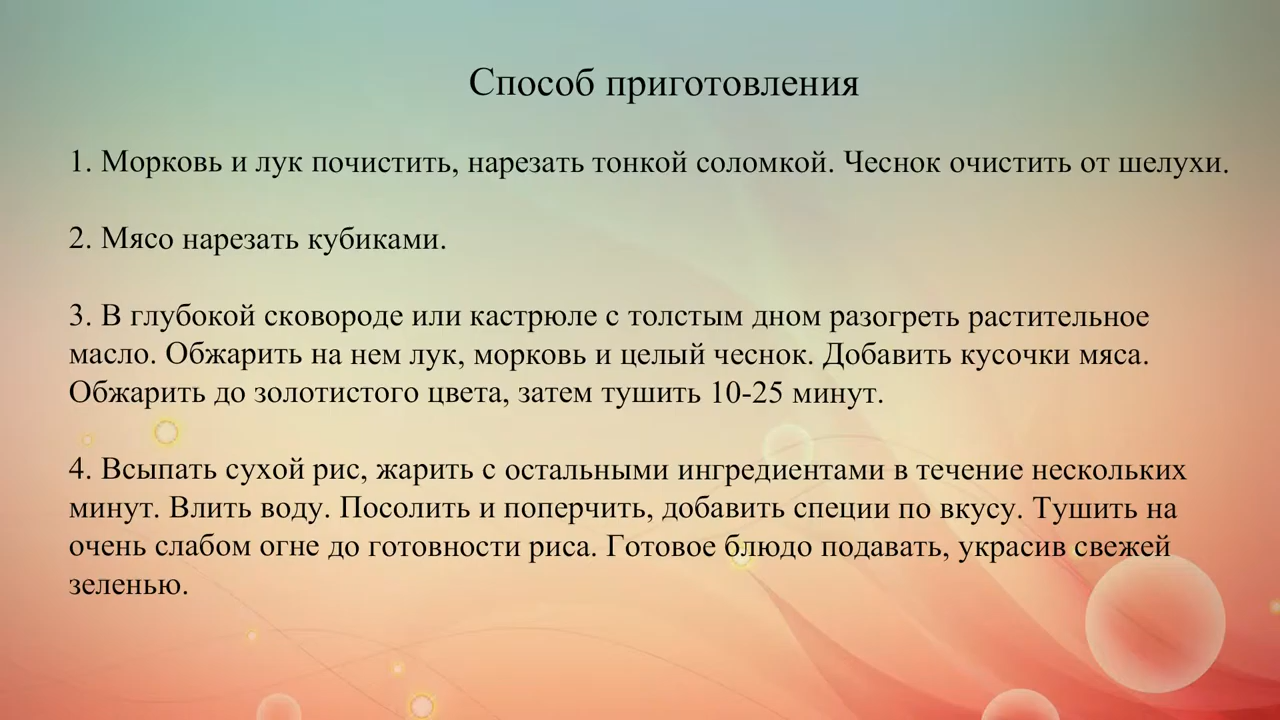 Способ приготовления
1. Морковь и лук почистить, нарезать тонкой соломкой. Чеснок очистить от шелухи.
2. Мясо нарезать кубиками.
3. В глубокой сковороде или кастрюле с толстым дном разогреть растительное
масло. Обжарить на нем лук, морковь и целый чеснок. Добавить кусочки мяса.
Обжарить до золотистого цвета, затем тушить 10-25 минут.
4. Всыпать сухой рис, жарить с остальными ингредиентами в течение нескольких
минут. Влить воду. Посолить и поперчить, добавить специи по вкусу. Тушить на
очень слабом огне до готовности риса. Готовое блюдо подавать, украсив свежей
зеленью.